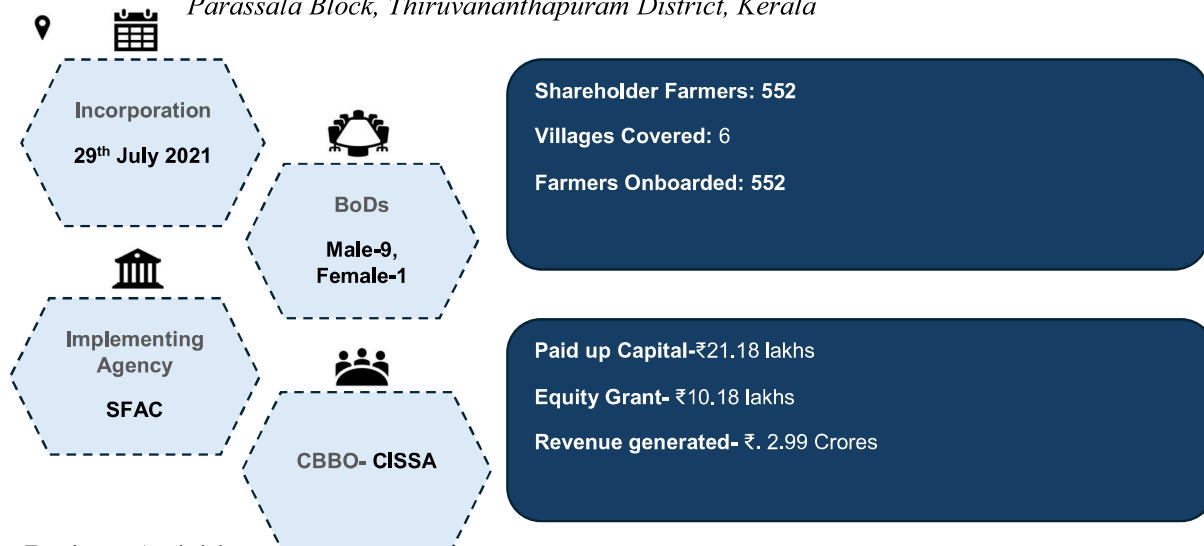 Parassala Block, Thiruvananthapuram District, Kerala
Incorporation
29th July 2021
BoDs
Male-9,
Female-1
Implementing
Agency
SFAC
CBBO- CISSA
Shareholder Farmers: 552
Villages Covered: 6
Farmers Onboarded: 552
Paid up Capital-₹21.18 lakhs
Equity Grant- ₹10.18 lakhs
Revenue generated- ₹. 2.99 Crores